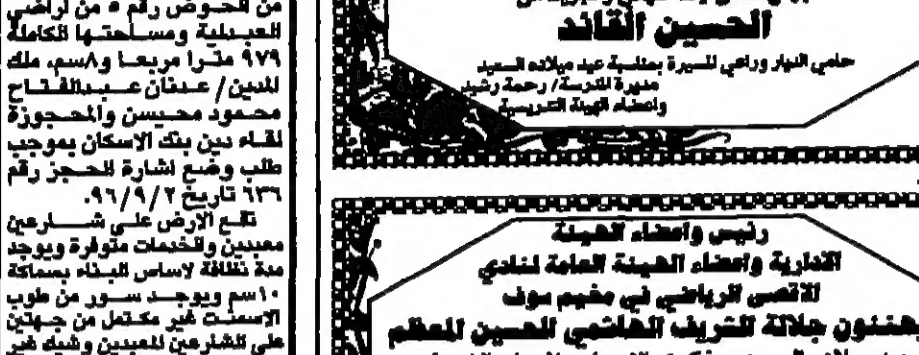 من الحوض رقم ٥ من اراضي
العبدلية ومساحتها الكاملة
٩٧٩ مترا مربعا و٨سم، ملك
المدين/ عدنان عبدالفتاح
محمود محيسن والمحجوزة
لقاء دين بنك الاسكان بموجب
طلب وضع اشارة الحجز رقم
٦٣٦ تاريخ ٩٦/٩/٢.
تقع الارض على شارعين
معبدين والخدمات متوفرة ويوجد
مدة نظافة لاساس البناء بسماكة
١٠سم ويوجد سور من طوب
الاسمنت غير مكتمل من جهتين
على الشارعين المعبدين وشبك غير
الحسين القائد
حامي الديار وراعي المسيرة بمناسبة عيد ميلاده السعيد
مديرة المدرسة/ رحمة رشيد
واعضاء الهيئة التدريسية
رئيس واعضاء الهيئة
الادارية واعضاء الهيئة العامة لنادي
الاقصى الرياضي في مخيم سوف
يهنئون جلالة الشريف الهاشمي الحسين المعظم